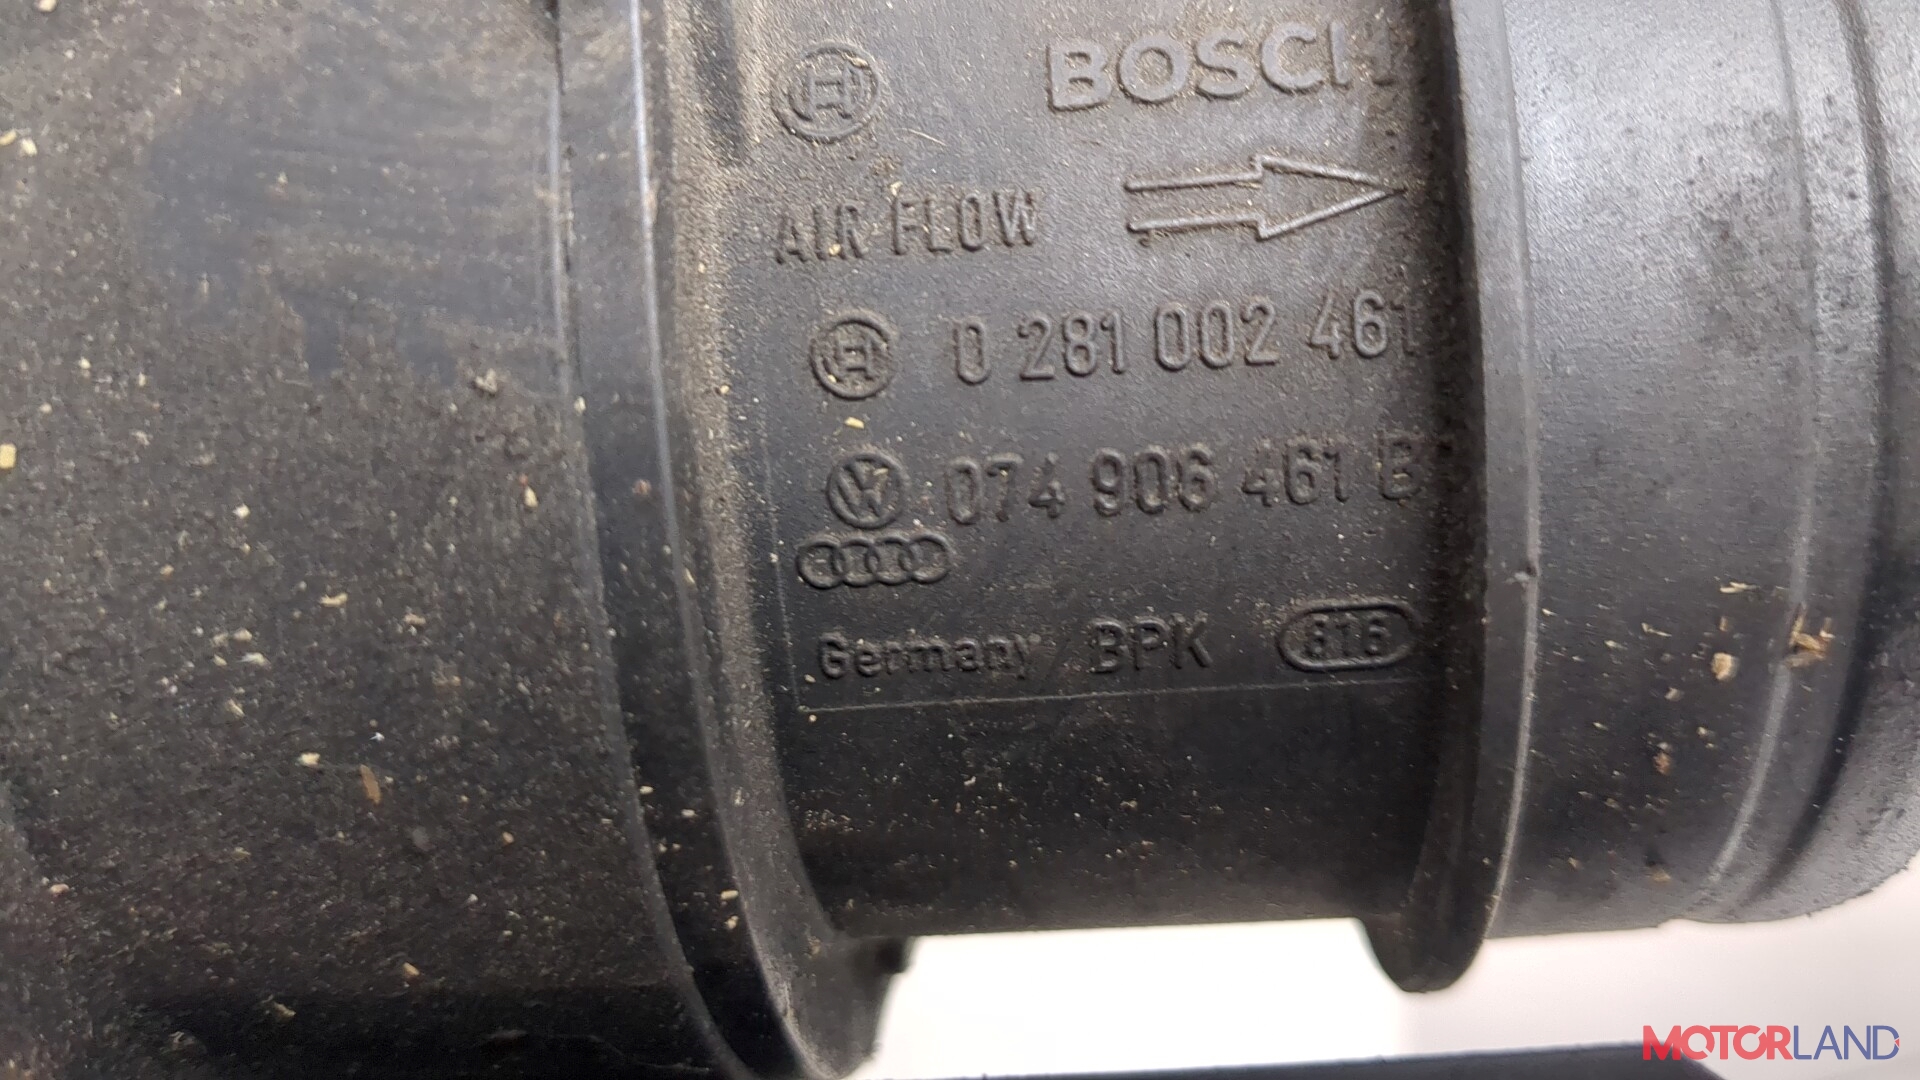 BOSCH
AIR FLOW
0 281 002 461
074 906 461 B
Germany BPK 816
MOTORLAND